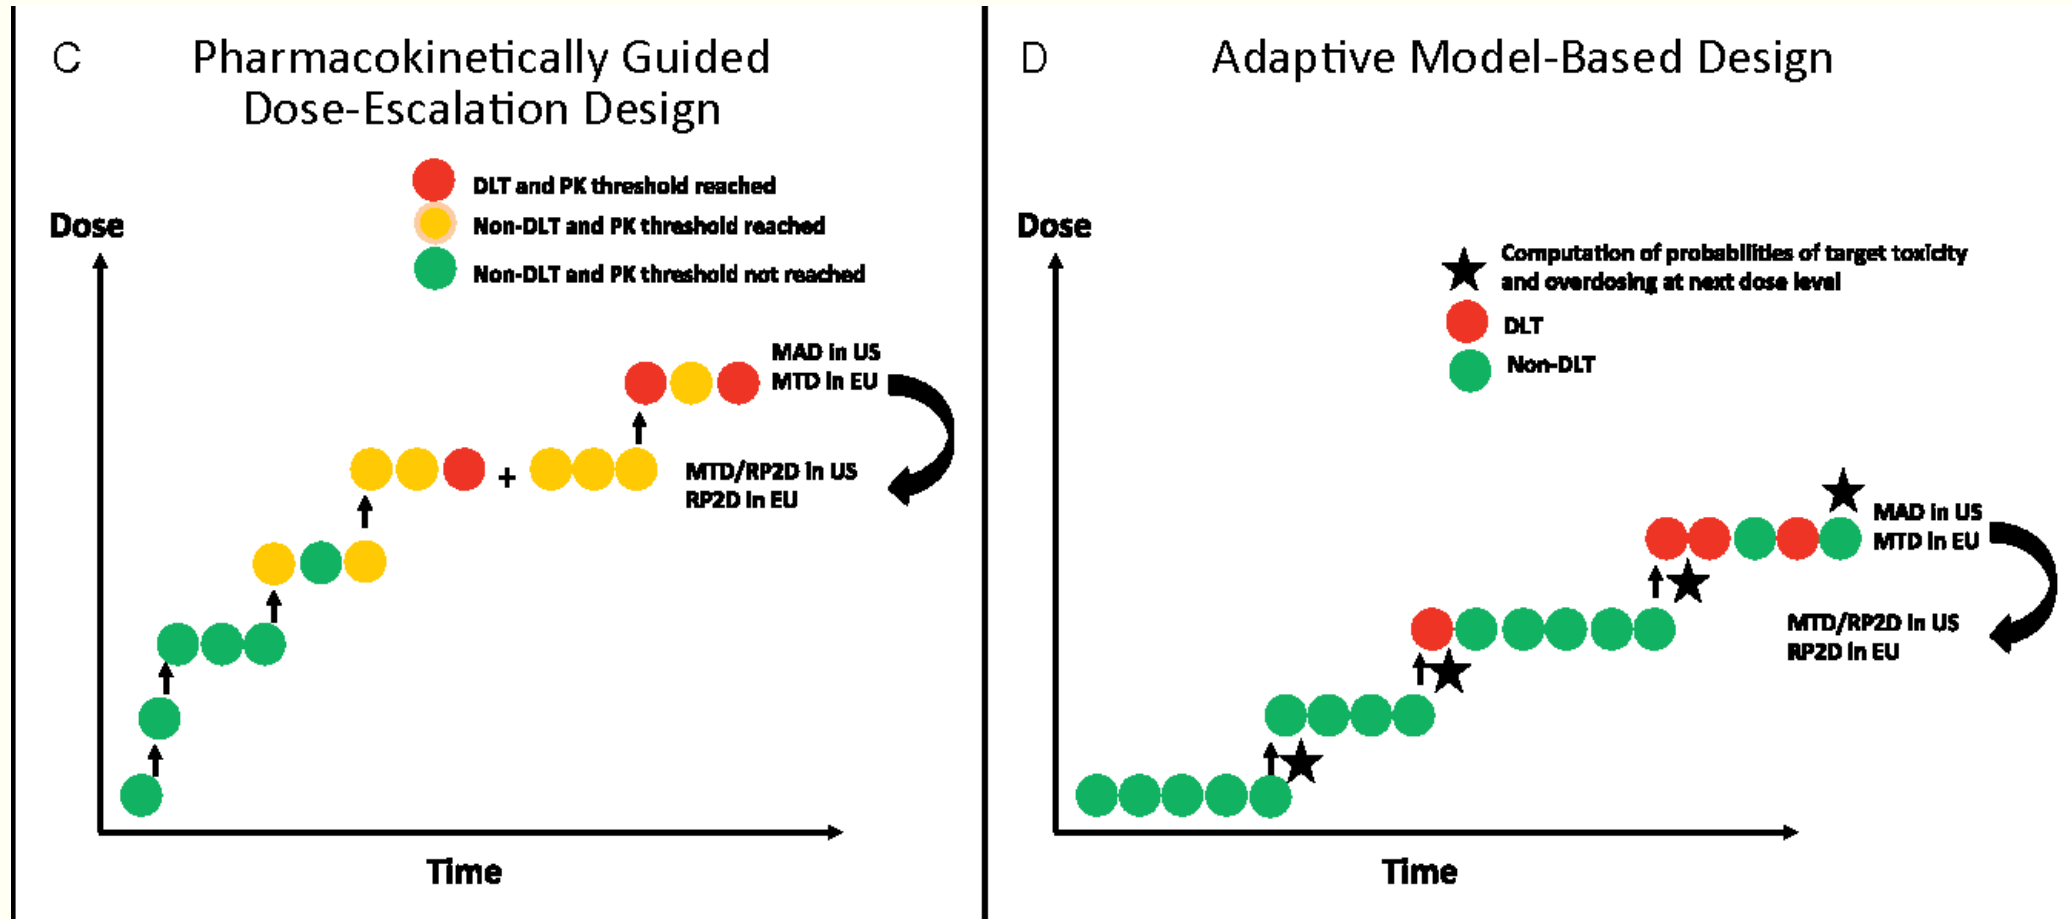 C
Pharmacokinetically Guided
Dose-Escalation Design
DLT and PK threshold reached
Non-DLT and PK threshold reached
Non-DLT and PK threshold not reached
Dose
MAD in US
MTD in EU
+
MTD/RP2D in US
RP2D in EU
Time
D
Adaptive Model-Based Design
Dose
Computation of probabilities of target toxicity
and overdosing at next dose level
DLT
Non-DLT
MAD in US
MTD in EU
MTD/RP2D in US
RP2D in EU
Time